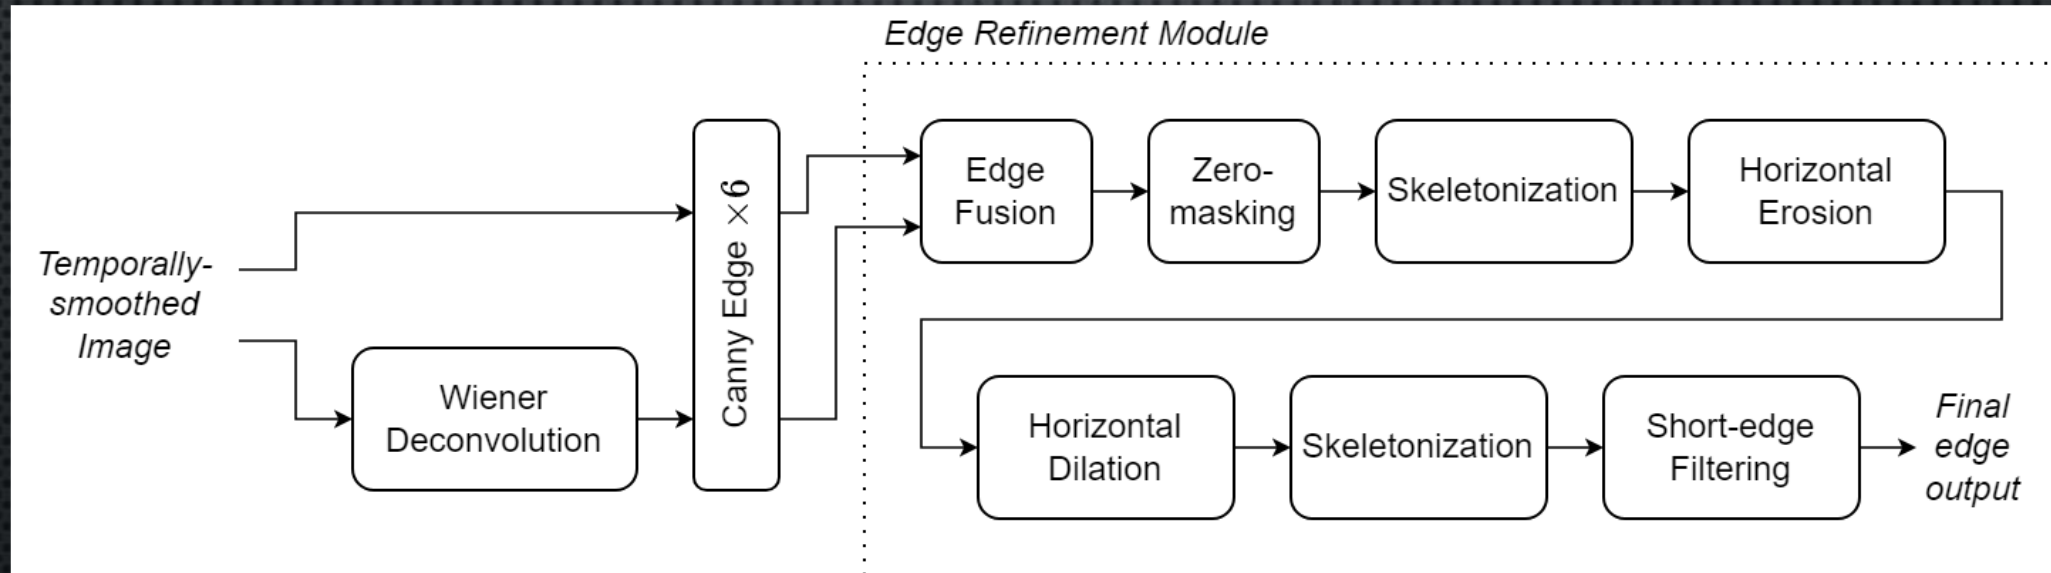 Edge Refinement Module
Temporally-
smoothed
Image
Wiener
Deconvolution
Canny Edge ×6
Edge
Fusion
Zero-
masking
Skeletonization
Horizontal
Erosion
Horizontal
Dilation
Skeletonization
Short-edge
Filtering
Final
edge
output